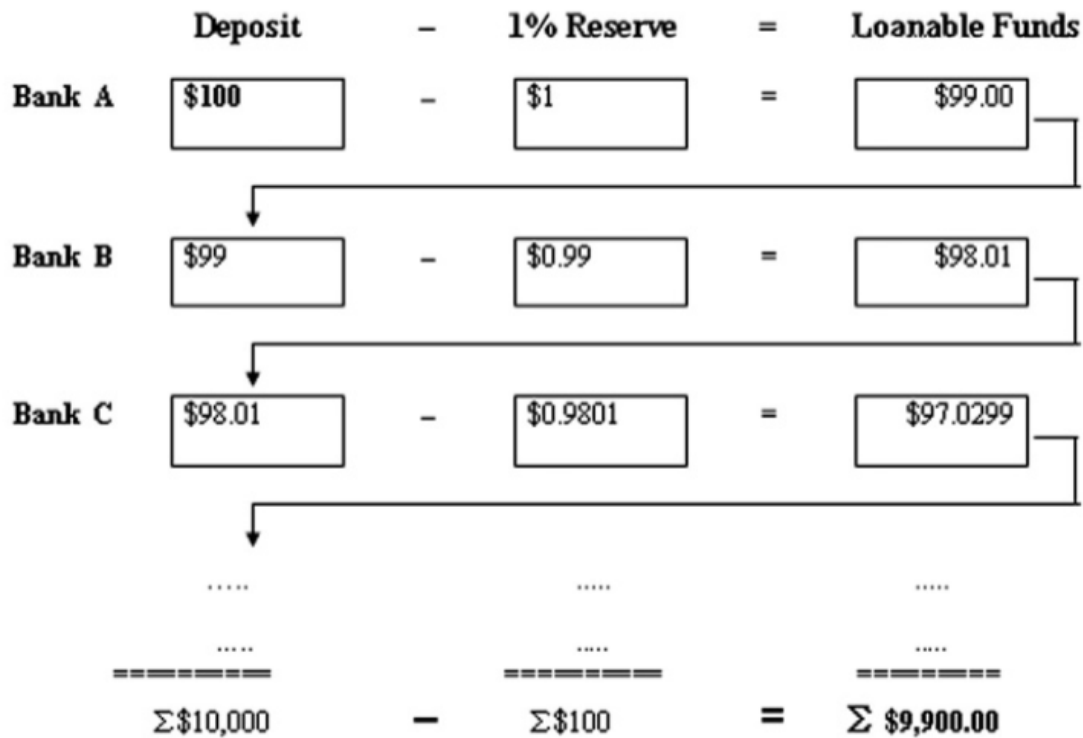 Deposit – 1% Reserve = Loanable Funds
Bank A $100 – $1 = $99.00
Bank B $99 – $0.99 = $98.01
Bank C $98.01 – $0.9801 = $97.0299
..... ..... .....
..... ..... .....
========= ========= =========
Σ$10,000 – Σ$100 = Σ $9,900.00